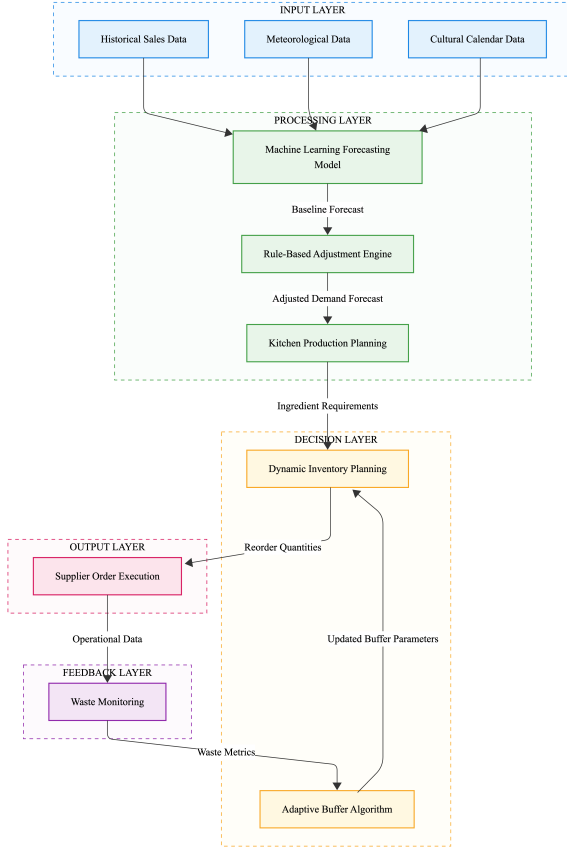 INPUT LAYER
Historical Sales Data
Meteorological Data
Cultural Calendar Data
PROCESSING LAYER
Machine Learning Forecasting
Model
Baseline Forecast
Rule-Based Adjustment Engine
Adjusted Demand Forecast
Kitchen Production Planning
Ingredient Requirements
DECISION LAYER
Dynamic Inventory Planning
Reorder Quantities
OUTPUT LAYER
Supplier Order Execution
Operational Data
Updated Buffer Parameters
FEEDBACK LAYER
Waste Monitoring
Waste Metrics
Adaptive Buffer Algorithm